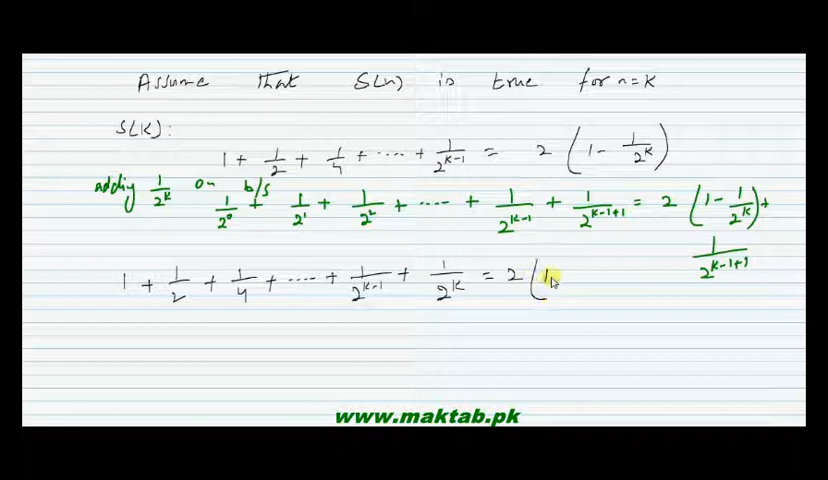 Assume that S(n) is true for n=k
S(k):
1 + 1/2 + 1/4 + ---- + 1/2^(k-1) = 2 (1 - 1/2^k)
adding 1/2^k on b/s
1/2^0 + 1/2^1 + 1/2^2 + ---- + 1/2^(k-1) + 1/2^(k-1+1) = 2 (1 - 1/2^k) +
1/2^(k-1+1)
1 + 1/2 + 1/4 + ---- + 1/2^(k-1) + 1/2^k = 2 (1
www.maktab.pk